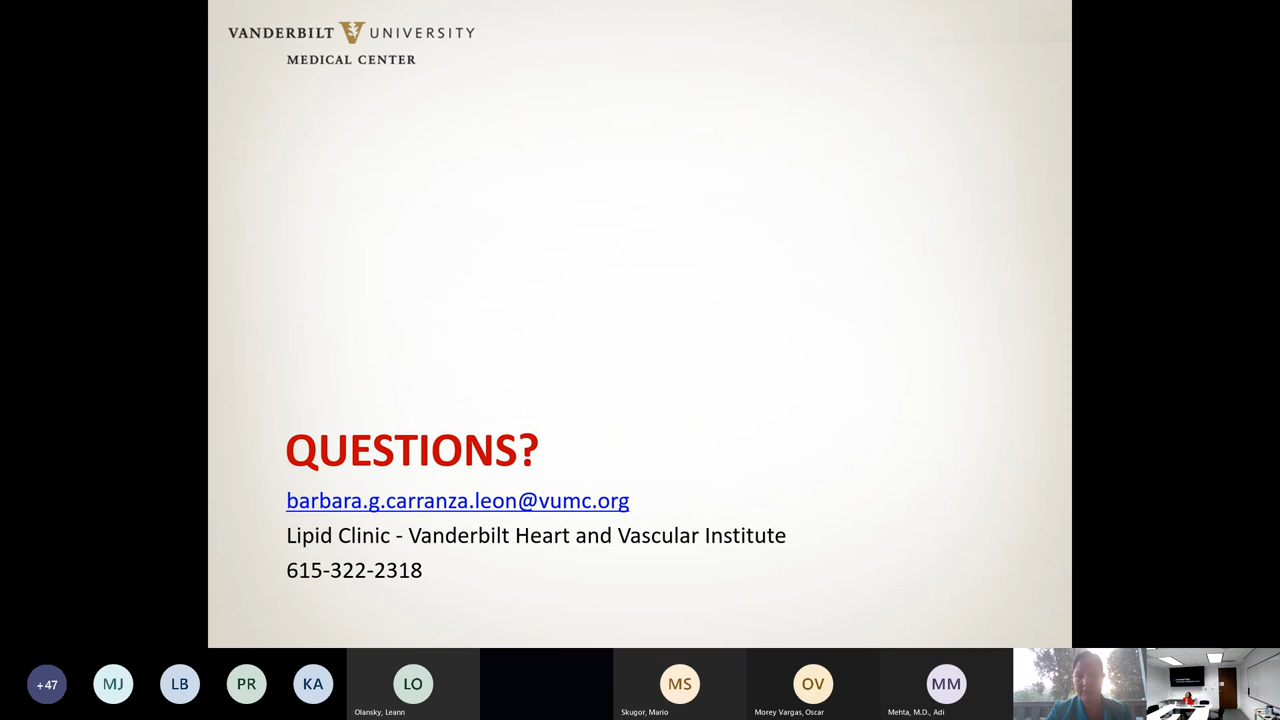 VANDERBILT UNIVERSITY
MEDICAL CENTER
QUESTIONS?
barbara.g.carranza.leon@vumc.org
Lipid Clinic - Vanderbilt Heart and Vascular Institute
615-322-2318
+47
MJ
LB
PR
KA
LO
MS
OV
MM
Olansky, Leann
Skugor, Mario
Morey Vargas, Oscar
Mehta, M.D., Adi